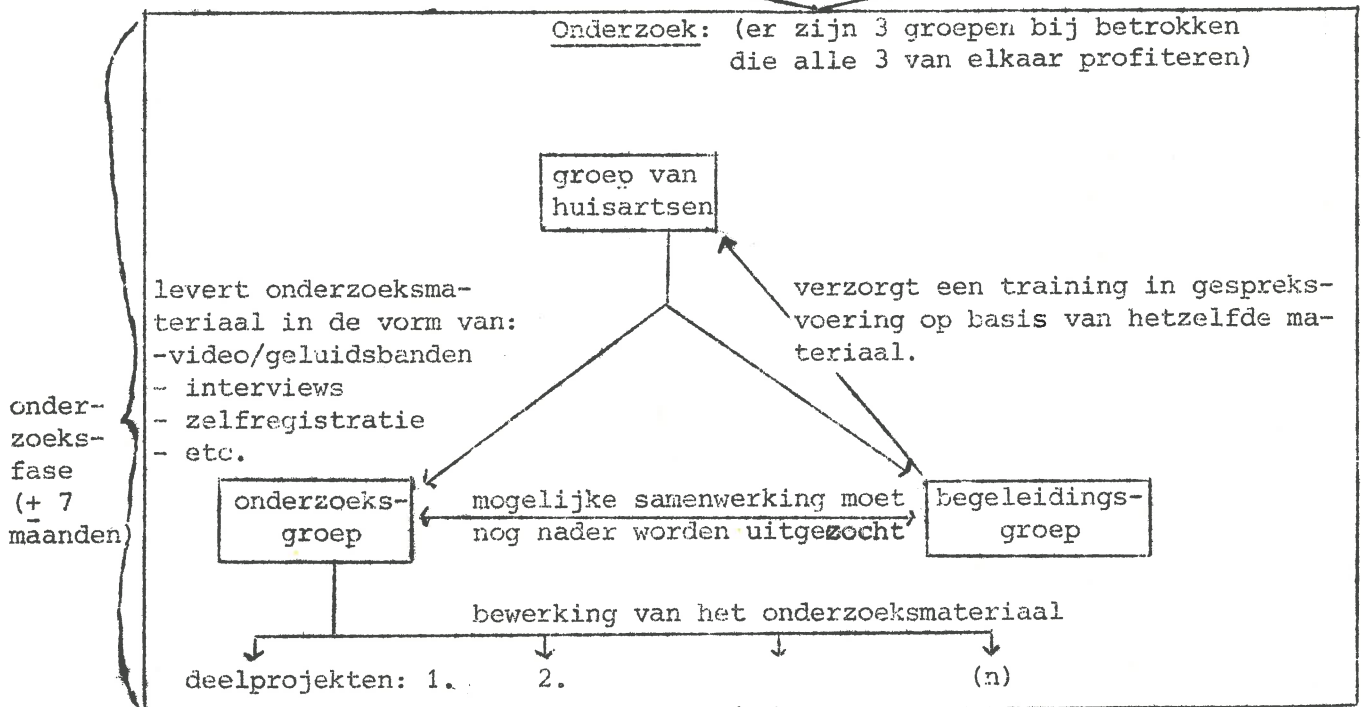 Onderzoek: (er zijn 3 groepen bij betrokken
die alle 3 van elkaar profiteren)
groep van
huisartsen
levert onderzoeksma-
teriaal in de vorm van:
-video/geluidsbanden
- interviews
- zelfregistratie
- etc.
verzorgt een training in gespreks-
voering op basis van hetzelfde ma-
teriaal.
onder-
zoeks-
fase
(± 7
maanden)
onderzoeks-
groep
mogelijke samenwerking moet
nog nader worden uitgezocht
begeleidings-
groep
bewerking van het onderzoeksmateriaal
deelprojekten: 1. 2. (n)